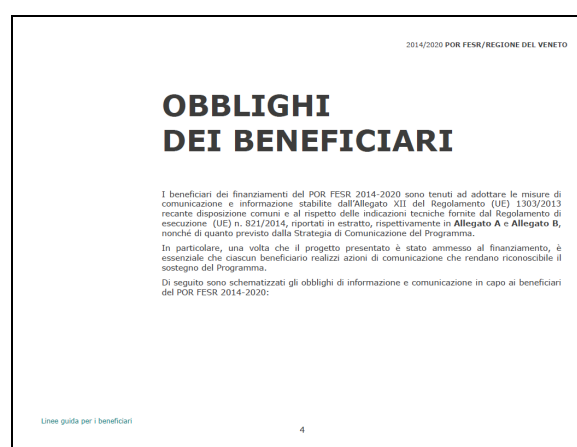 2014/2020 POR FESR/REGIONE DEL VENETO
OBBLIGHI
DEI BENEFICIARI
I beneficiari dei finanziamenti del POR FESR 2014-2020 sono tenuti ad adottare le misure di
comunicazione e informazione stabilite dall'Allegato XII del Regolamento (UE) 1303/2013
recante disposizione comuni e al rispetto delle indicazioni tecniche fornite dal Regolamento di
esecuzione (UE) n. 821/2014, riportati in estratto, rispettivamente in Allegato A e Allegato B,
nonché di quanto previsto dalla Strategia di Comunicazione del Programma.
In particolare, una volta che il progetto presentato è stato ammesso al finanziamento, è
essenziale che ciascun beneficiario realizzi azioni di comunicazione che rendano riconoscibile il
sostegno del Programma.
Di seguito sono schematizzati gli obblighi di informazione e comunicazione in capo ai beneficiari
del POR FESR 2014-2020:
Linee guida per i beneficiari
4